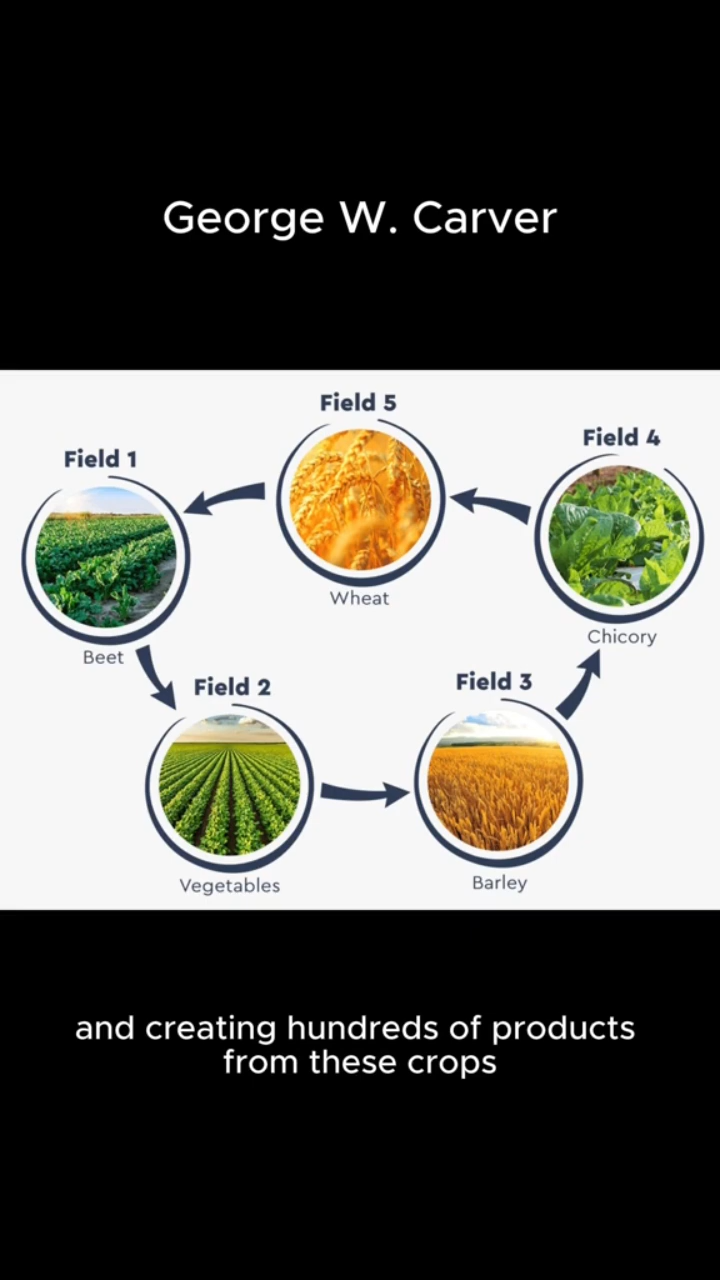 George W. Carver
Field 5
Field 4
Field 1
Wheat
Chicory
Beet
Field 2
Field 3
Vegetables
Barley
and creating hundreds of products
from these crops